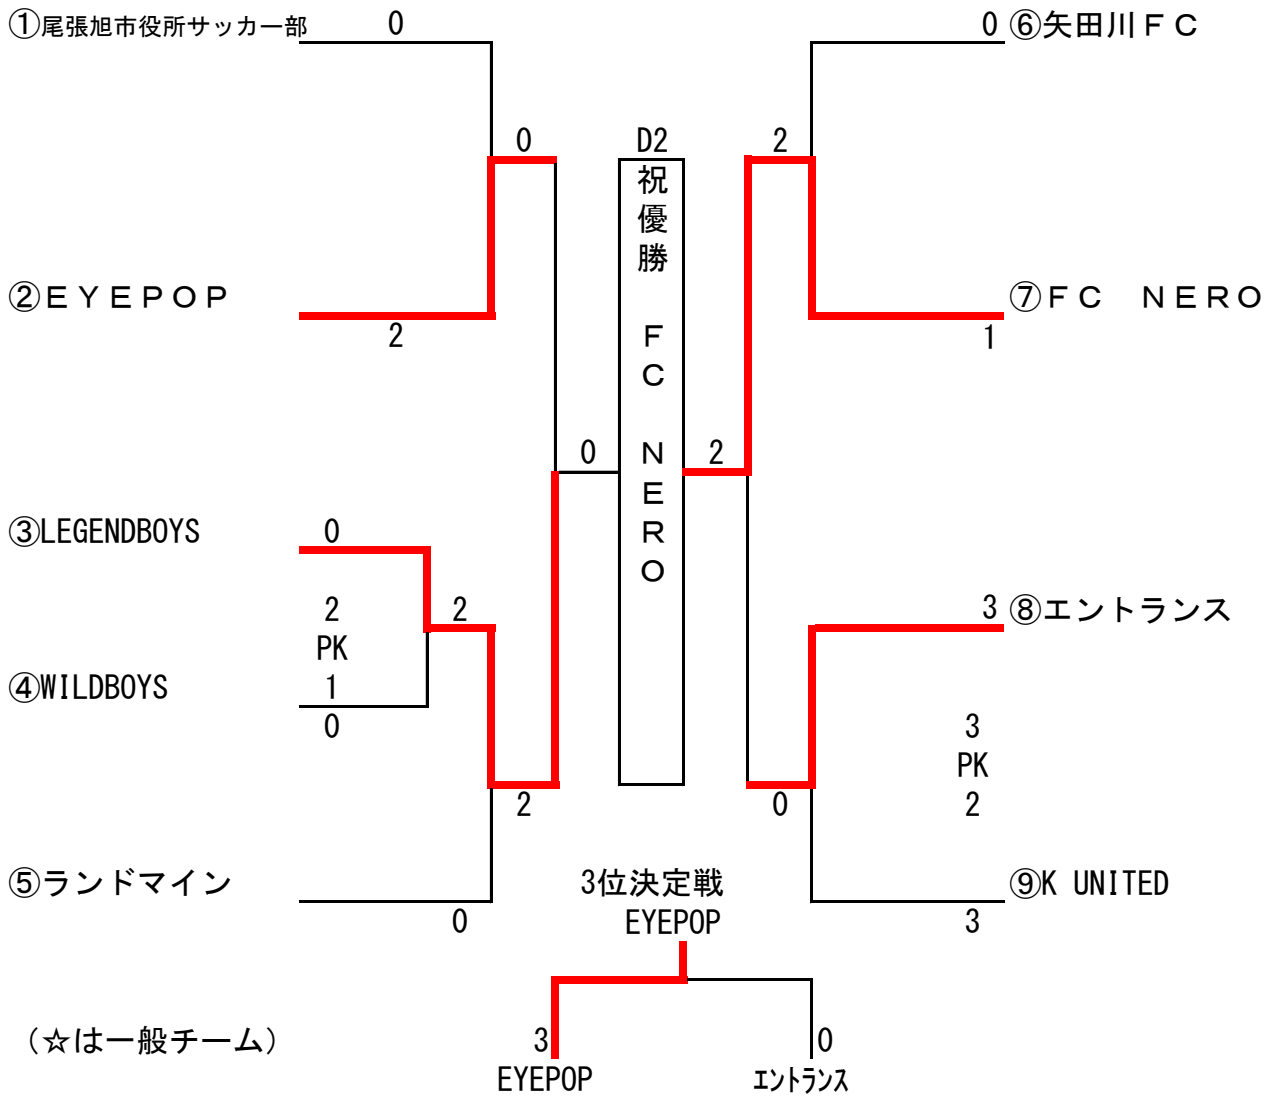 ①尾張旭市役所サッカー部 0
0 ⑥矢田川ＦＣ
0
D2
2
祝優勝　ＦＣ　ＮＥＲＯ
②ＥＹＥＰＯＰ
2
⑦ＦＣ　ＮＥＲＯ
1
0
2
③LEGENDBOYS 0
2
PK
1
2
④WILDBOYS
0
3 ⑧エントランス
3
PK
2
2
0
⑤ランドマイン
0
3位決定戦
EYEPOP
⑨K UNITED
3
(☆は一般チーム)
3
0
EYEPOP
ｴﾝﾄﾗﾝｽ